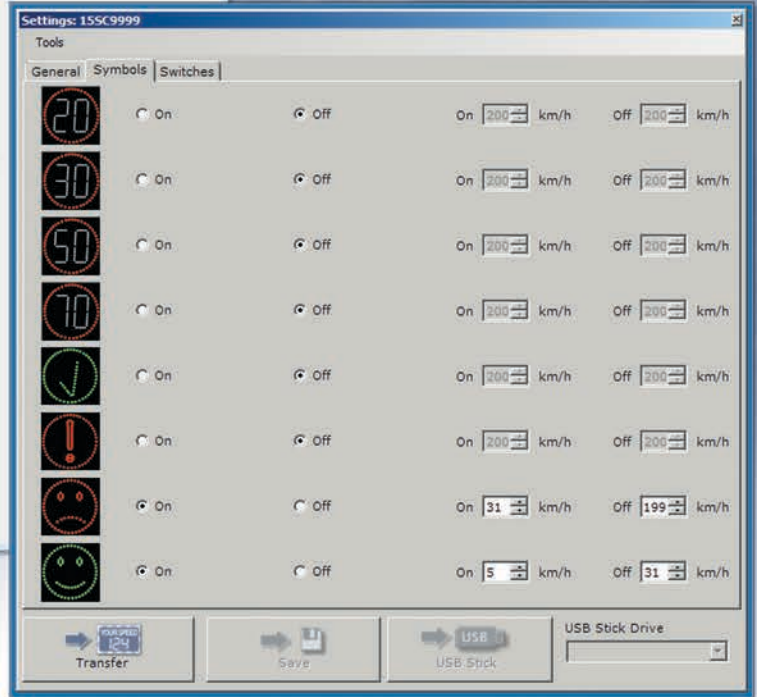 Settings: 15SC9999
Tools
General Symbols Switches
20 On Off On 200 km/h Off 200 km/h
30 On Off On 200 km/h Off 200 km/h
50 On Off On 200 km/h Off 200 km/h
70 On Off On 200 km/h Off 200 km/h
On Off On 200 km/h Off 200 km/h
! On Off On 200 km/h Off 200 km/h
On Off On 31 km/h Off 199 km/h
On Off On 5 km/h Off 31 km/h
YOUR SPEED
124
USB
USB Stick Drive
Transfer Save USB Stick